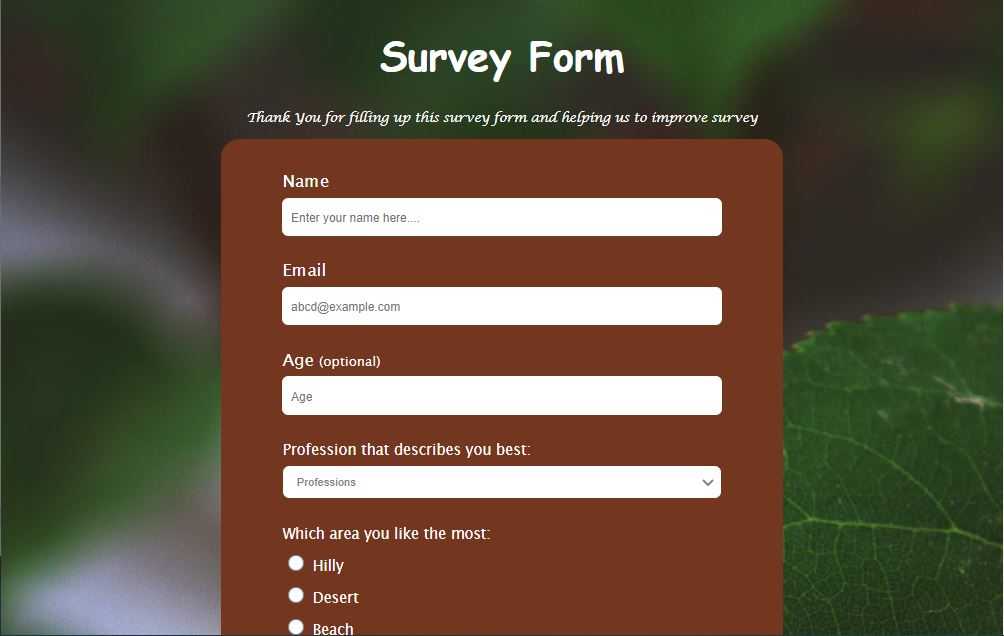 Survey Form
Thank You for filling up this survey form and helping us to improve survey
Name
Enter your name here....
Email
abcd@example.com
Age (optional)
Age
Profession that describes you best:
Professions
Which area you like the most:
Hilly
Desert
Beach